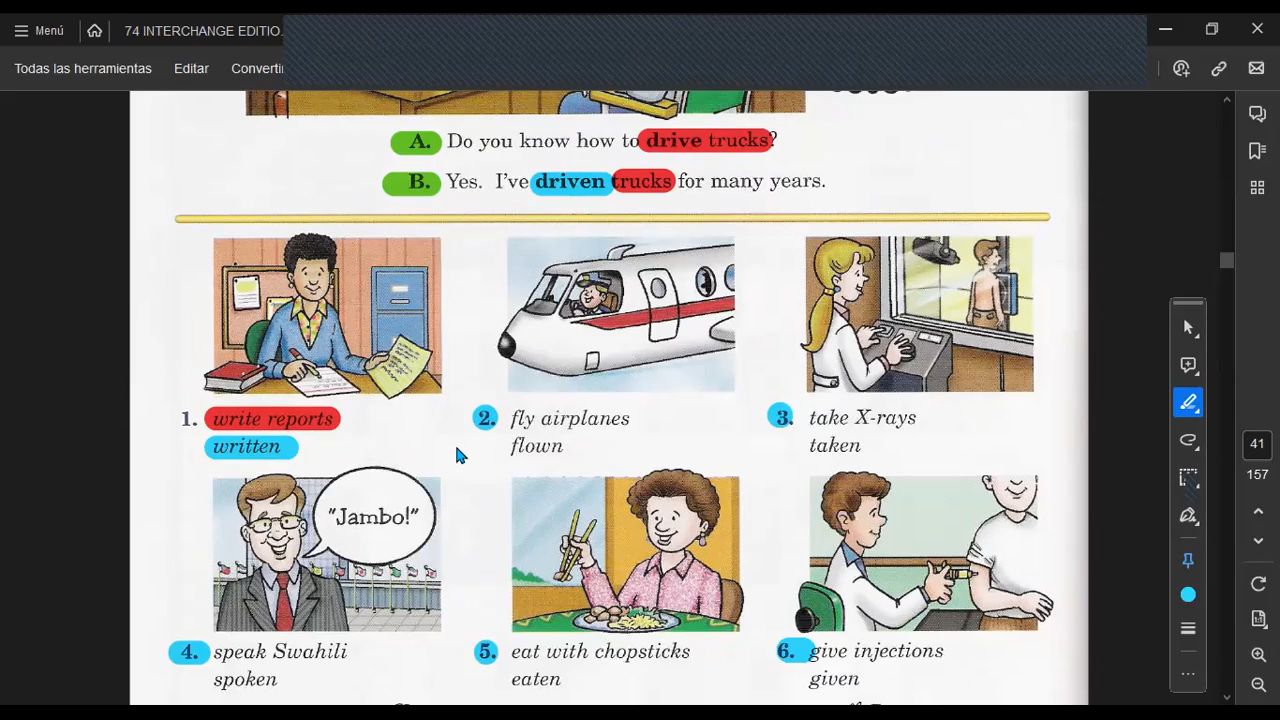 Menú
74 INTERCHANGE EDITIO
Todas las herramientas Editar Converti
A. Do you know how to drive trucks?
B. Yes. I've driven trucks for many years.
1. write reports
written
2. fly airplanes
flown
3. take X-rays
taken
"Jambo!"
4. speak Swahili
spoken
5. eat with chopsticks
eaten
6. give injections
given
41
157